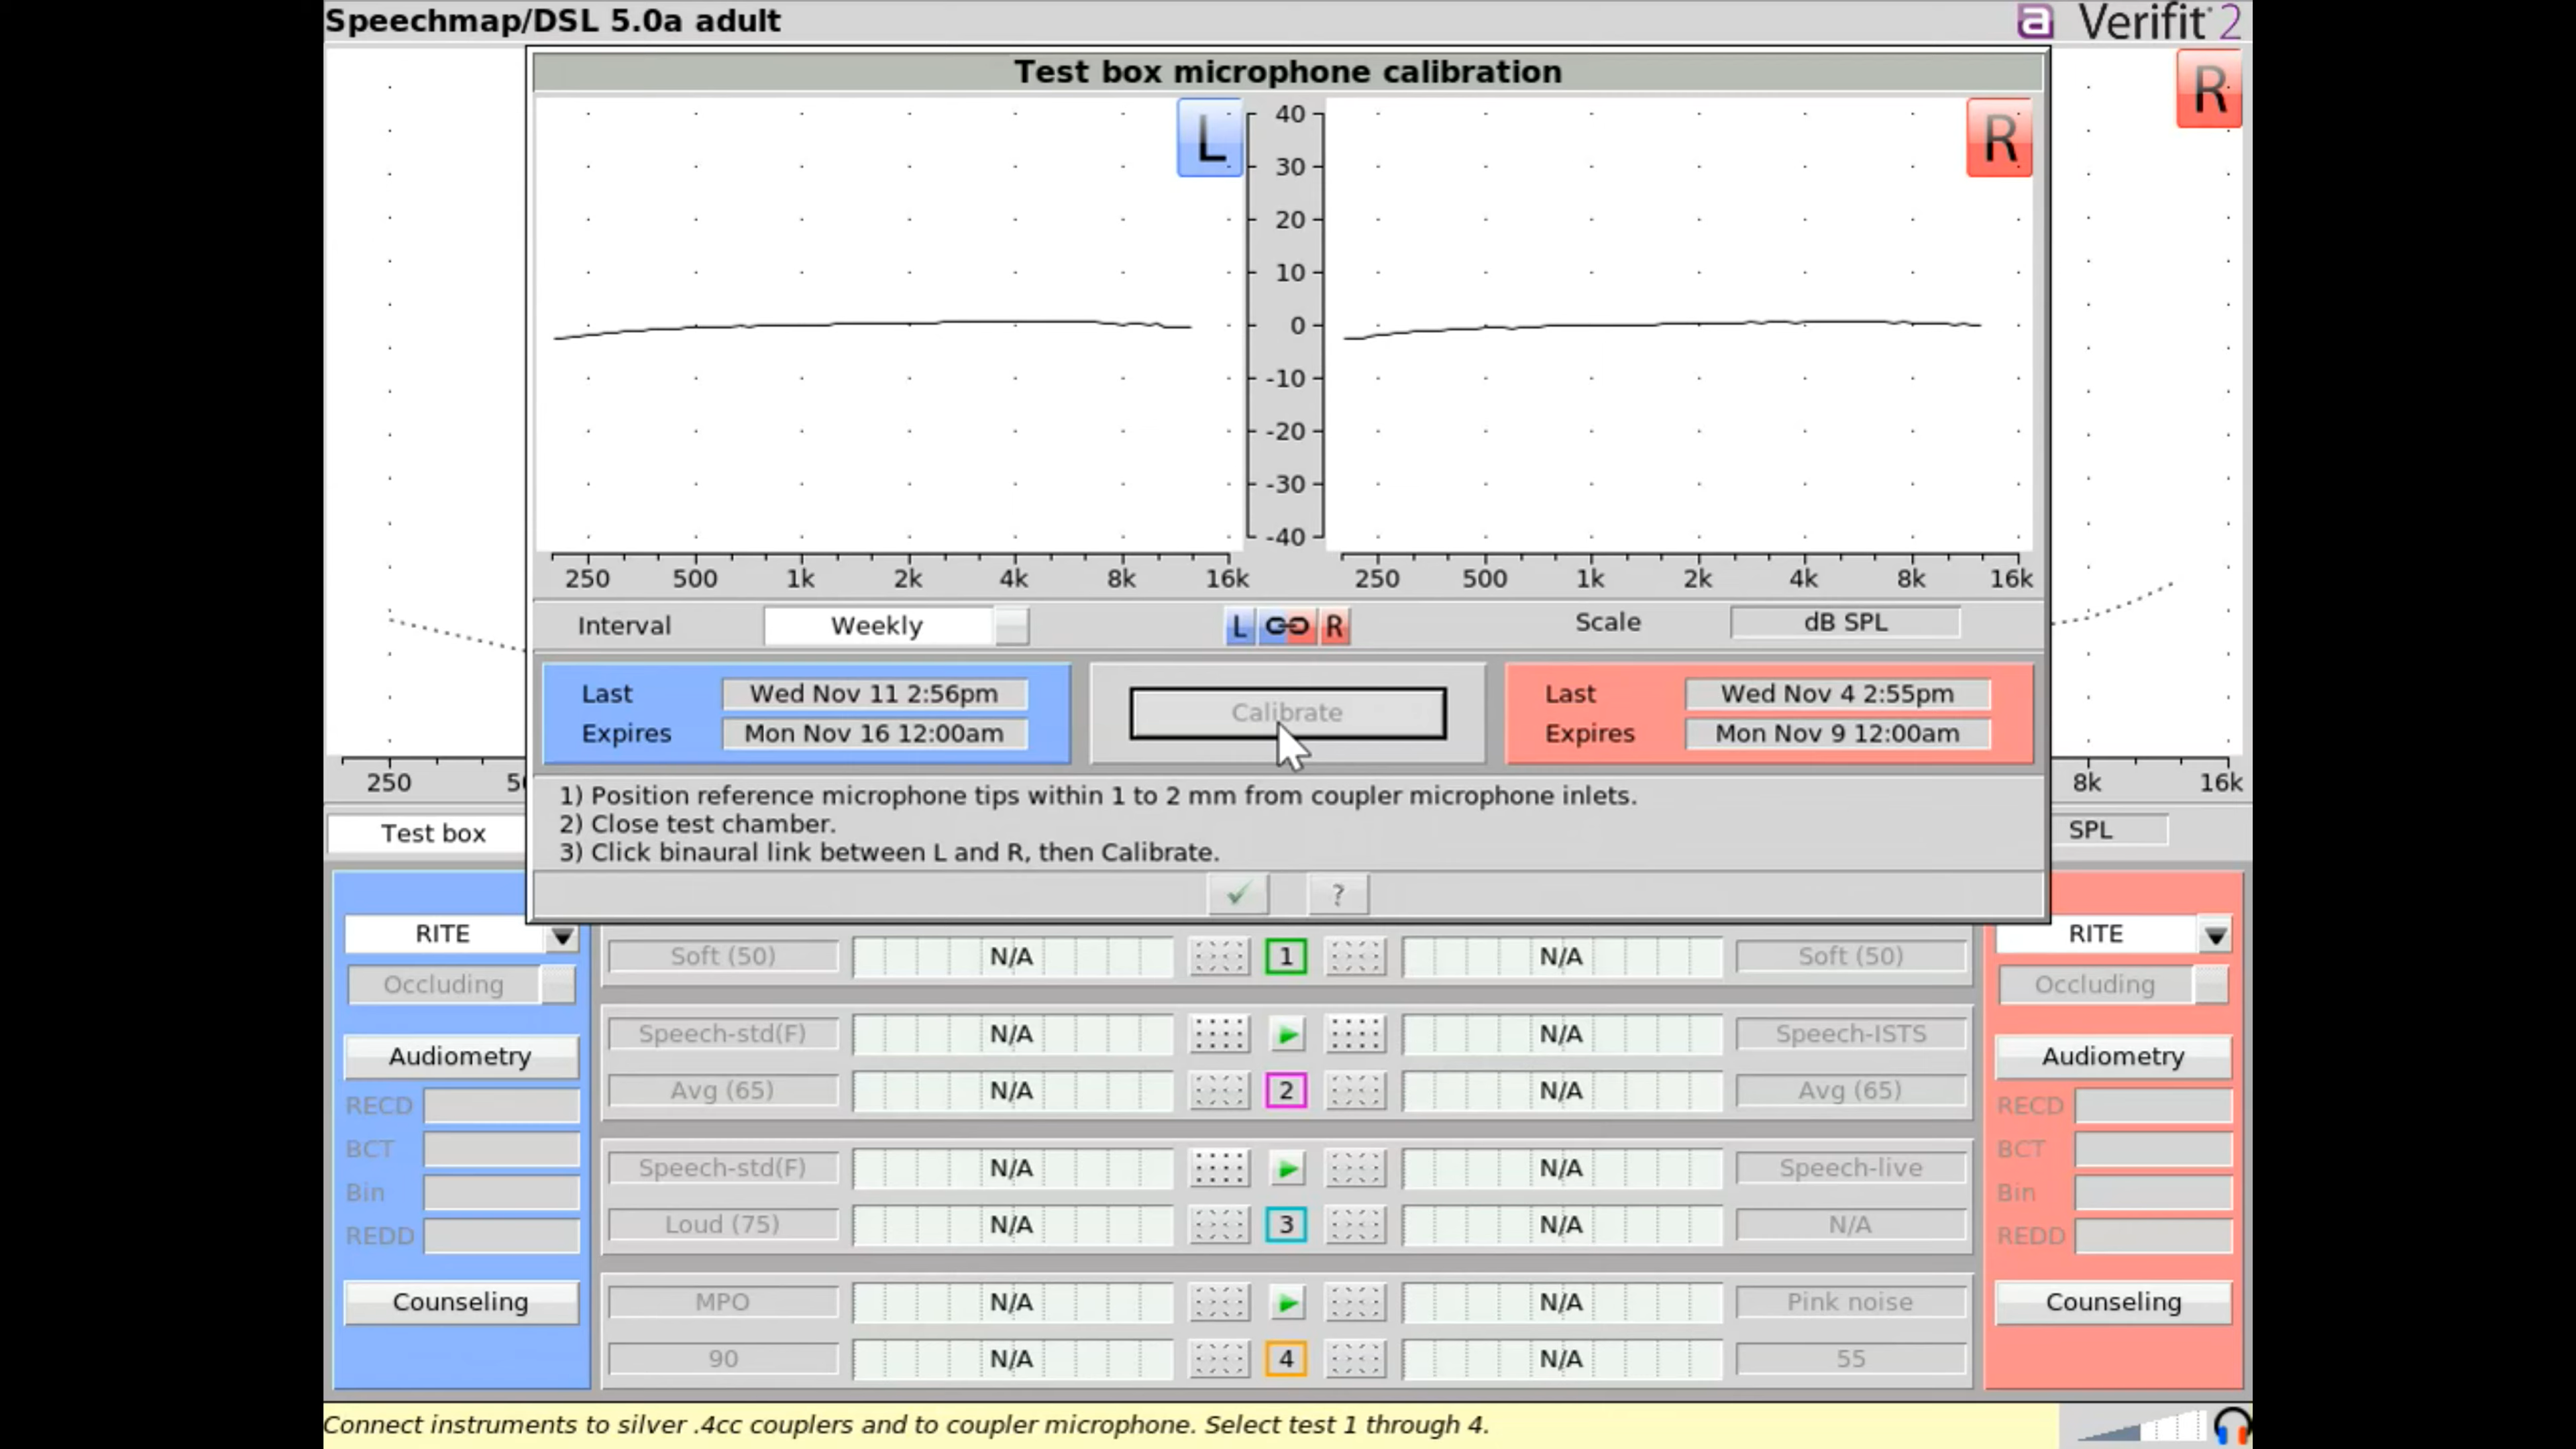 Speechmap/DSL 5.0a adult
a Verifit 2
Test box microphone calibration
R
L
R
40
30
20
10
0
-10
-20
-30
-40
250 500 1k 2k 4k 8k 16k
250 500 1k 2k 4k 8k 16k
Interval Weekly L R Scale dB SPL
Last Wed Nov 11 2:56pm
Expires Mon Nov 16 12:00am
Calibrate
Last Wed Nov 4 2:55pm
Expires Mon Nov 9 12:00am
250 50
8k 16k
1) Position reference microphone tips within 1 to 2 mm from coupler microphone inlets.
2) Close test chamber.
3) Click binaural link between L and R, then Calibrate.
Test box
SPL
?
RITE
Occluding
Audiometry
RECD
BCT
Bin
REDD
Counseling
Soft (50) N/A 1 N/A Soft (50)
Speech-std(F) N/A N/A Speech-ISTS
Avg (65) N/A 2 N/A Avg (65)
Speech-std(F) N/A N/A Speech-live
Loud (75) N/A 3 N/A N/A
MPO N/A N/A Pink noise
90 N/A 4 N/A 55
RITE
Occluding
Audiometry
RECD
BCT
Bin
REDD
Counseling
Connect instruments to silver .4cc couplers and to coupler microphone. Select test 1 through 4.